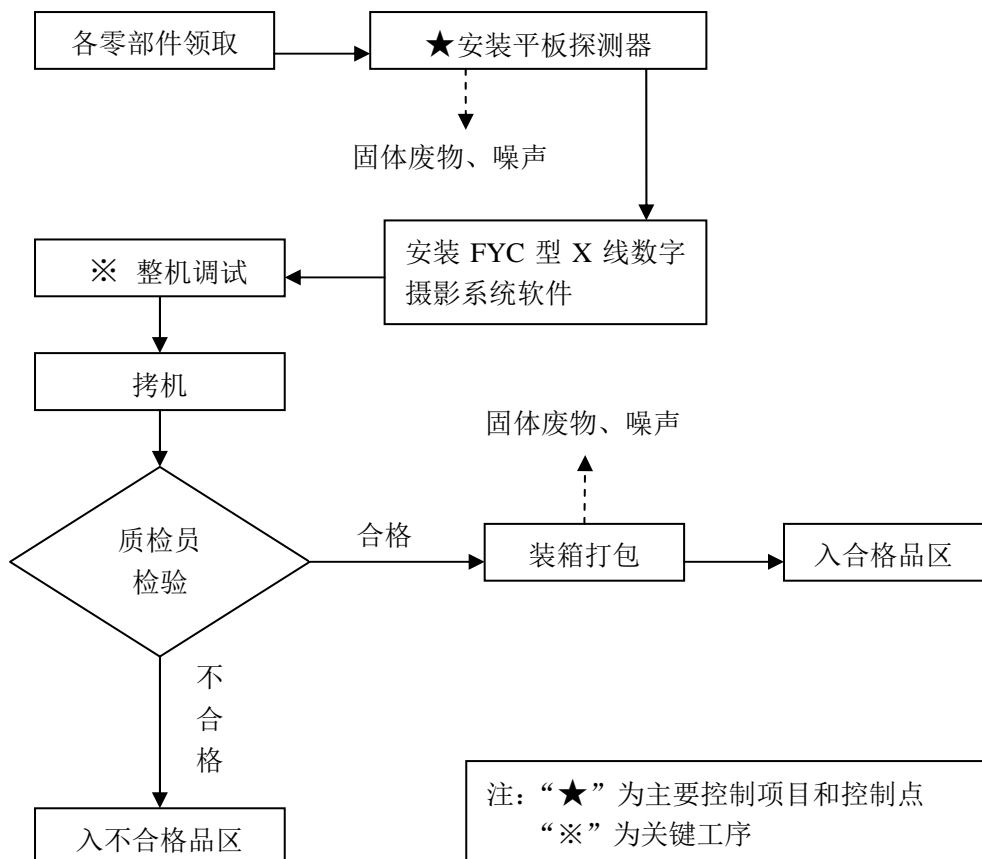 各零部件领取
★安装平板探测器
固体废物、噪声
安装 FYC 型 X 线数字
摄影系统软件
※ 整机调试
拷机
固体废物、噪声
质检员
检验
合格
装箱打包
入合格品区
不
合
格
入不合格品区
注：“★”为主要控制项目和控制点
“※”为关键工序